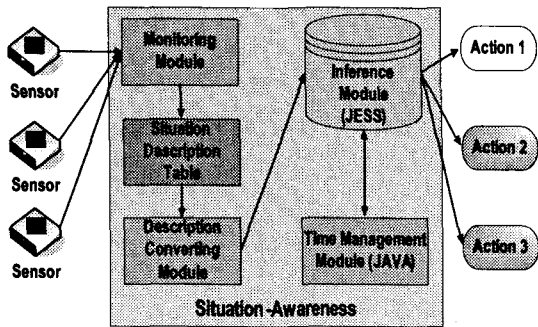 Sensor
Sensor
Sensor
Monitoring
Module
Situation
Description
Table
Description
Converting
Module
Inference
Module
(JESS)
Time Management
Module (JAVA)
Situation-Awareness
Action 1
Action 2
Action 3